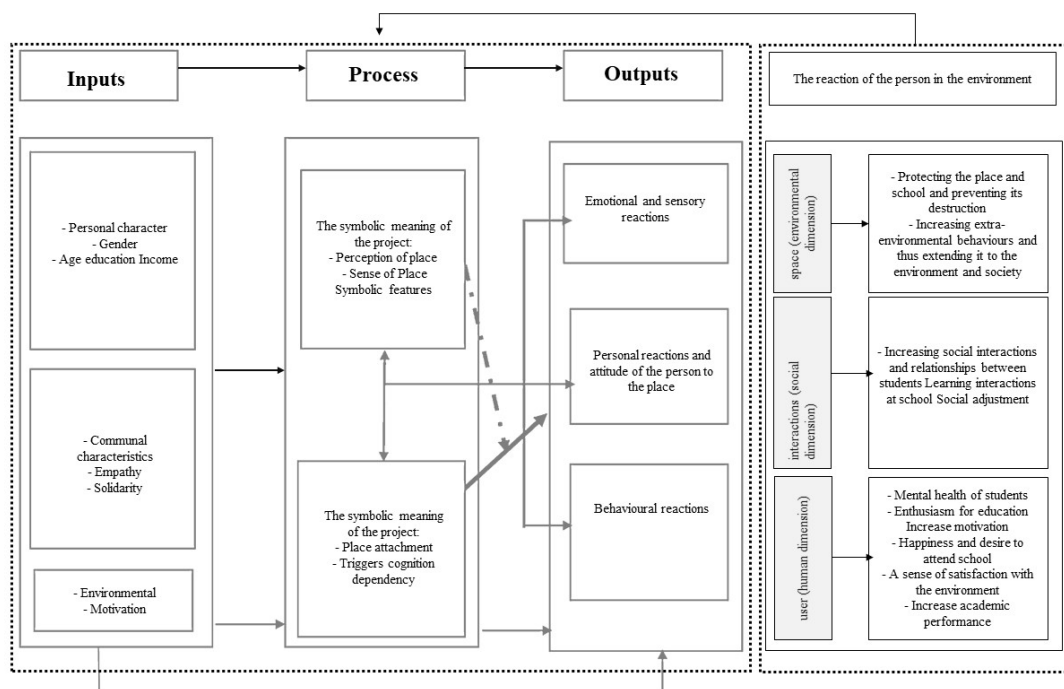 Inputs
Process
Outputs
The reaction of the person in the environment
- Personal character
- Gender
- Age education Income
- Communal
characteristics
- Empathy
- Solidarity
- Environmental
- Motivation
The symbolic meaning of
the project:
- Perception of place
- Sense of Place
Symbolic features
The symbolic meaning
of the project:
- Place attachment
- Triggers cognition
dependency
Emotional and sensory
reactions
Personal reactions and
attitude of the person to
the place
Behavioural reactions
space (environmental
dimension)
- Protecting the place and
school and preventing its
destruction
- Increasing extra-
environmental behaviours and
thus extending it to the
environment and society
interactions (social
dimension)
- Increasing social interactions
and relationships between
students Learning interactions
at school Social adjustment
user (human dimension)
- Mental health of students
- Enthusiasm for education
Increase motivation
- Happiness and desire to
attend school
- A sense of satisfaction with
the environment
- Increase academic
performance